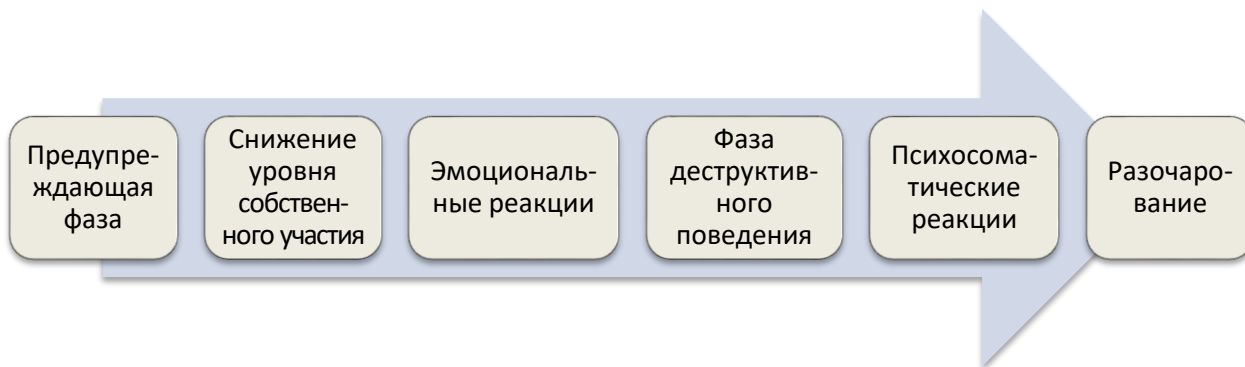 Предупре-
ждающая
фаза
Снижение
уровня
собствен-
ного участия
Эмоциональ-
ные реакции
Фаза
деструктив-
ного
поведения
Психосома-
тические
реакции
Разочаро-
вание